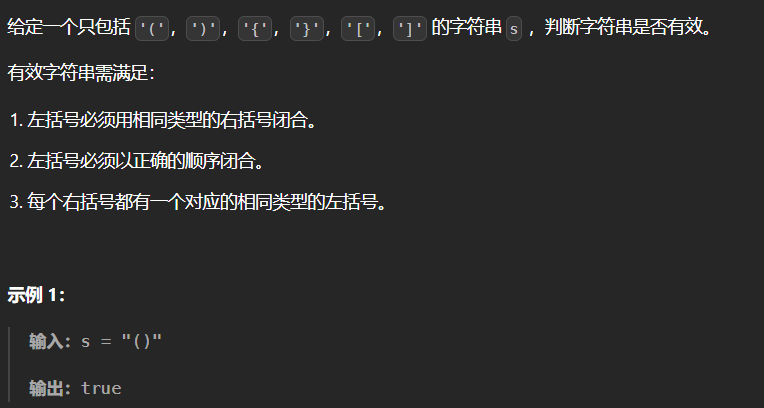 给定一个只包括 '('，')'，'{'，'}'，'['，']' 的字符串 s ，判断字符串是否有效。
有效字符串需满足：
1. 左括号必须用相同类型的右括号闭合。
2. 左括号必须以正确的顺序闭合。
3. 每个右括号都有一个对应的相同类型的左括号。
示例 1：
输入：s = "()"
输出：true